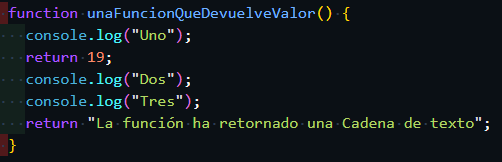 function unaFuncionQueDevuelveValor() {
  console.log("Uno");
  return 19;
  console.log("Dos");
  console.log("Tres");
  return "La función ha retornado una Cadena de texto";
}